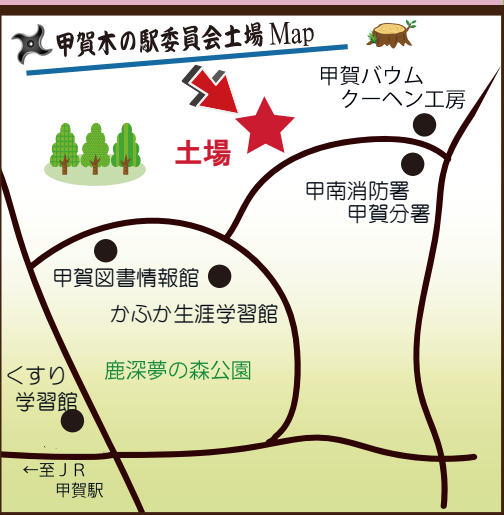 甲賀木の駅委員会土場 Map
甲賀バウム
クーヘン工房
土場
甲南消防署
甲賀分署
甲賀図書情報館
かふか生涯学習館
鹿深夢の森公園
くすり
学習館
←至JR
甲賀駅